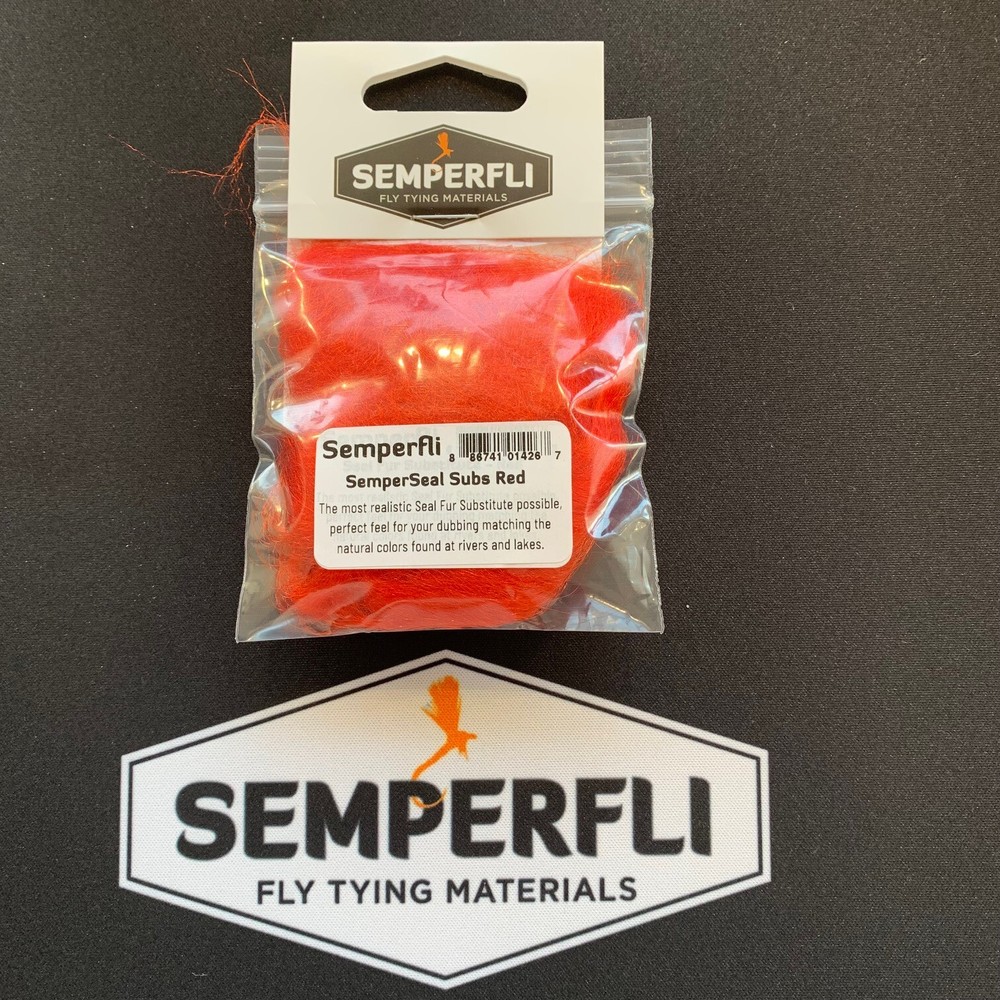 SEMPERFLI
FLY TYING MATERIALS
Semperfli
8 86741 01426 7
SemperSeal Subs Red
The most realistic Seal Fur Substitute possible,
perfect feel for your dubbing matching the
natural colors found at rivers and lakes.
SEMPERFLI
FLY TYING MATERIALS